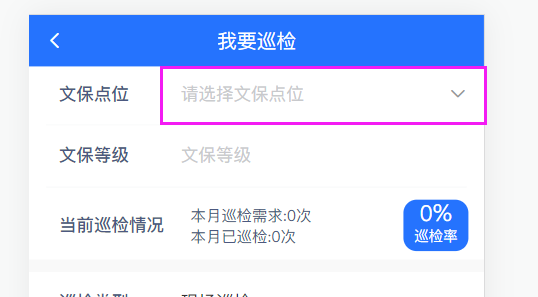 我要巡检
文保点位 请选择文保点位
文保等级 文保等级
当前巡检情况 本月巡检需求:0次
本月已巡检:0次
0%
巡检率